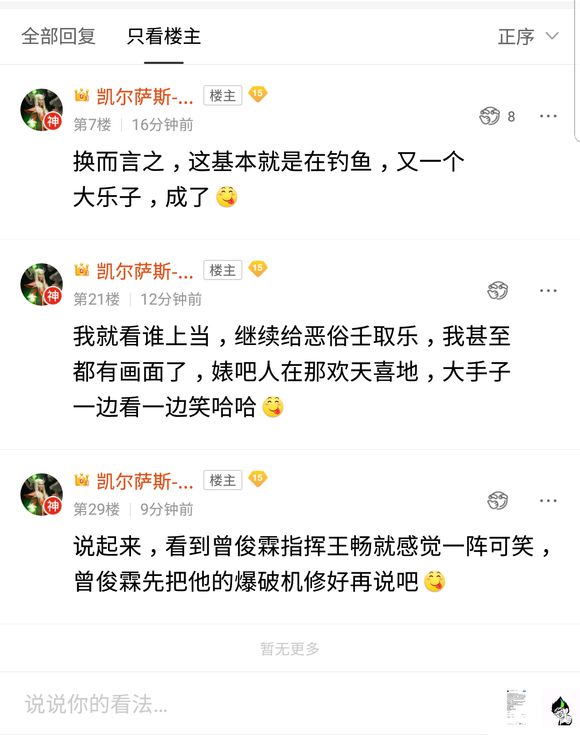 全部回复 只看楼主 正序
凯尔萨斯-... 楼主 15
神 第7楼 16分钟前 8
换而言之，这基本就是在钓鱼，又一个
大乐子，成了😋
凯尔萨斯-... 楼主 15
神 第21楼 12分钟前
我就看谁上当，继续给恶俗壬取乐，我甚至
都有画面了，婊吧人在那欢天喜地，大手子
一边看一边笑哈哈😋
凯尔萨斯-... 楼主 15
神 第29楼 9分钟前
说起来，看到曾俊霖指挥王畅就感觉一阵可笑，
曾俊霖先把他的爆破机修好再说吧😋
暂无更多
说说你的看法...